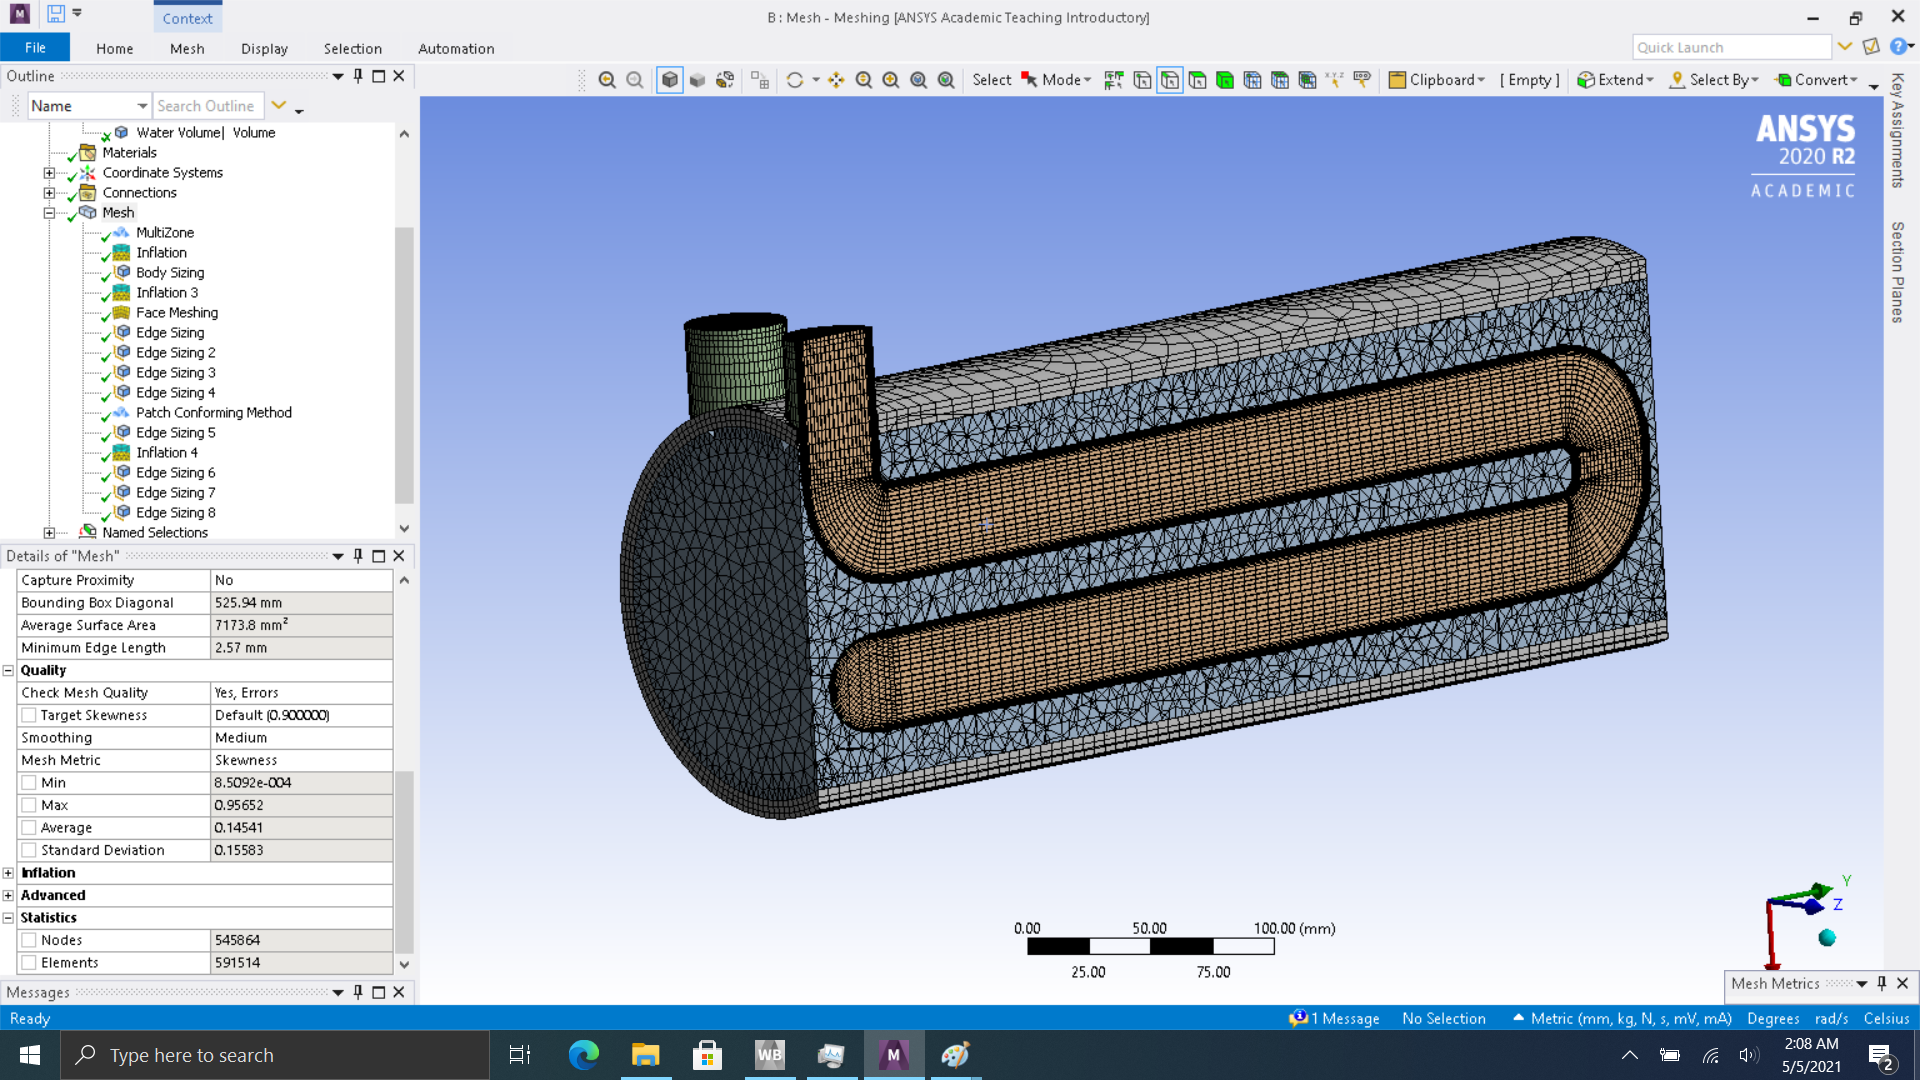 Context
B : Mesh - Meshing [ANSYS Academic Teaching Introductory]
File
Home
Mesh
Display
Selection
Automation
Quick Launch
Outline
Select
Mode
Clipboard
[ Empty ]
Extend
Select By
Convert
Name
Search Outline
Key Assignments
Section Planes
Water Volume| Volume
Materials
Coordinate Systems
Connections
Mesh
MultiZone
Inflation
Body Sizing
Inflation 3
Face Meshing
Edge Sizing
Edge Sizing 2
Edge Sizing 3
Edge Sizing 4
Patch Conforming Method
Edge Sizing 5
Inflation 4
Edge Sizing 6
Edge Sizing 7
Edge Sizing 8
Named Selections
ANSYS
2020 R2
ACADEMIC
Details of "Mesh"
Capture Proximity No
Bounding Box Diagonal 525.94 mm
Average Surface Area 7173.8 mm²
Minimum Edge Length 2.57 mm
Quality
Check Mesh Quality Yes, Errors
Target Skewness Default (0.900000)
Smoothing Medium
Mesh Metric Skewness
Min 8.5092e-004
Max 0.95652
Average 0.14541
Standard Deviation 0.15583
Inflation
Advanced
Statistics
Nodes 545864
Elements 591514
0.00 50.00 100.00 (mm)
25.00 75.00
Y
Z
Mesh Metrics
Messages
Ready
1 Message
No Selection
Metric (mm, kg, N, s, mV, mA)
Degrees
rad/s
Celsius
Type here to search
WB
M
2:08 AM
5/5/2021
2